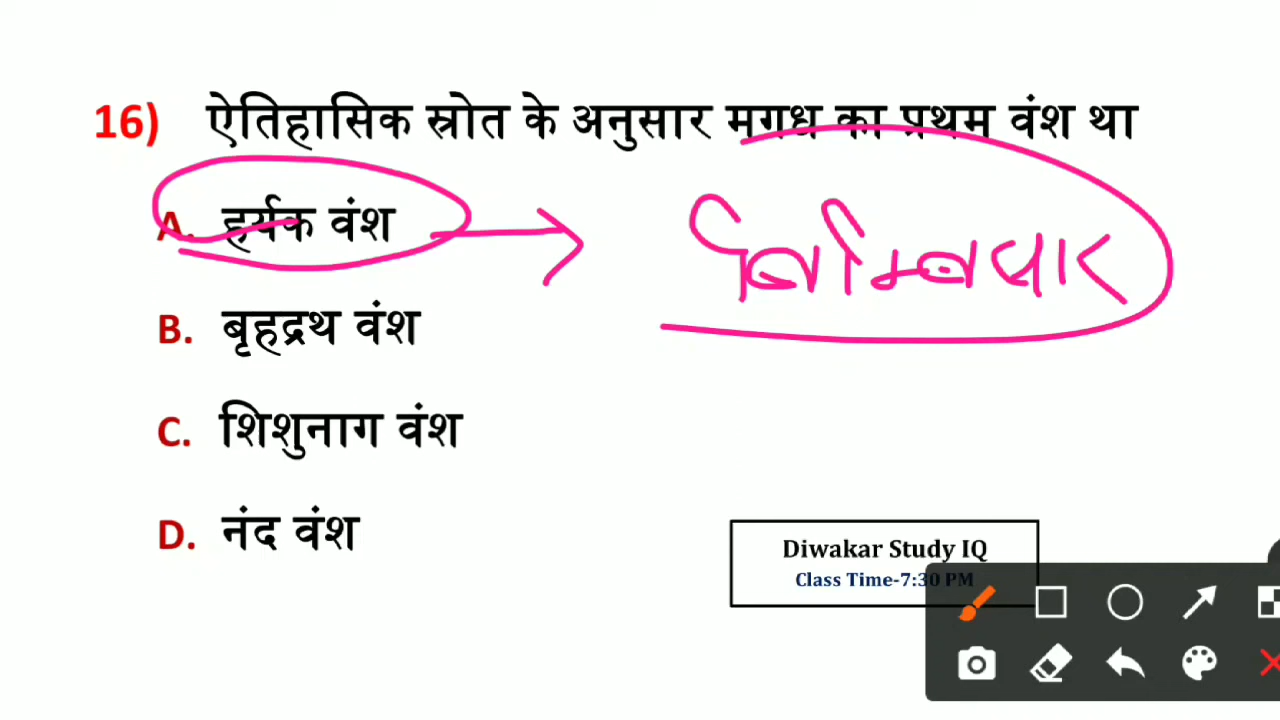 16) ऐतिहासिक स्रोत के अनुसार मगध का प्रथम वंश था
A. हर्यक वंश
बिम्बिसार
B. बृहद्रथ वंश
C. शिशुनाग वंश
D. नंद वंश
Diwakar Study IQ
Class Time-7:30 PM